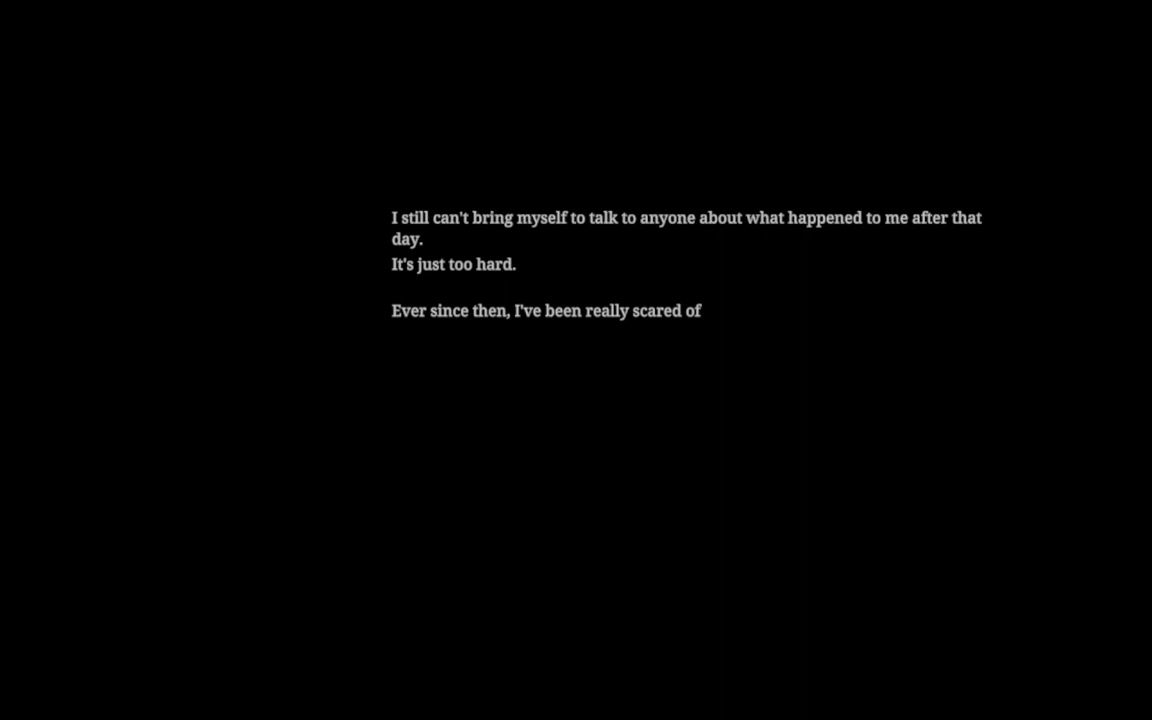 I still can't bring myself to talk to anyone about what happened to me after that
day.
It's just too hard.
Ever since then, I've been really scared of